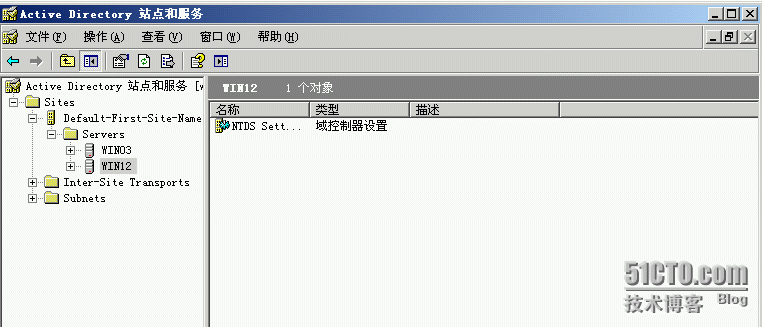 Active Directory 站点和服务
文件(F) 操作(A) 查看(V) 窗口(W) 帮助(H)
Active Directory 站点和服务 [w
Sites
Default-First-Site-Name
Servers
WIN03
WIN12
Inter-Site Transports
Subnets
WIN12 1 个对象
名称 类型 描述
NTDS Sett... 域控制器设置
51CTO.com
技术博客 Blog